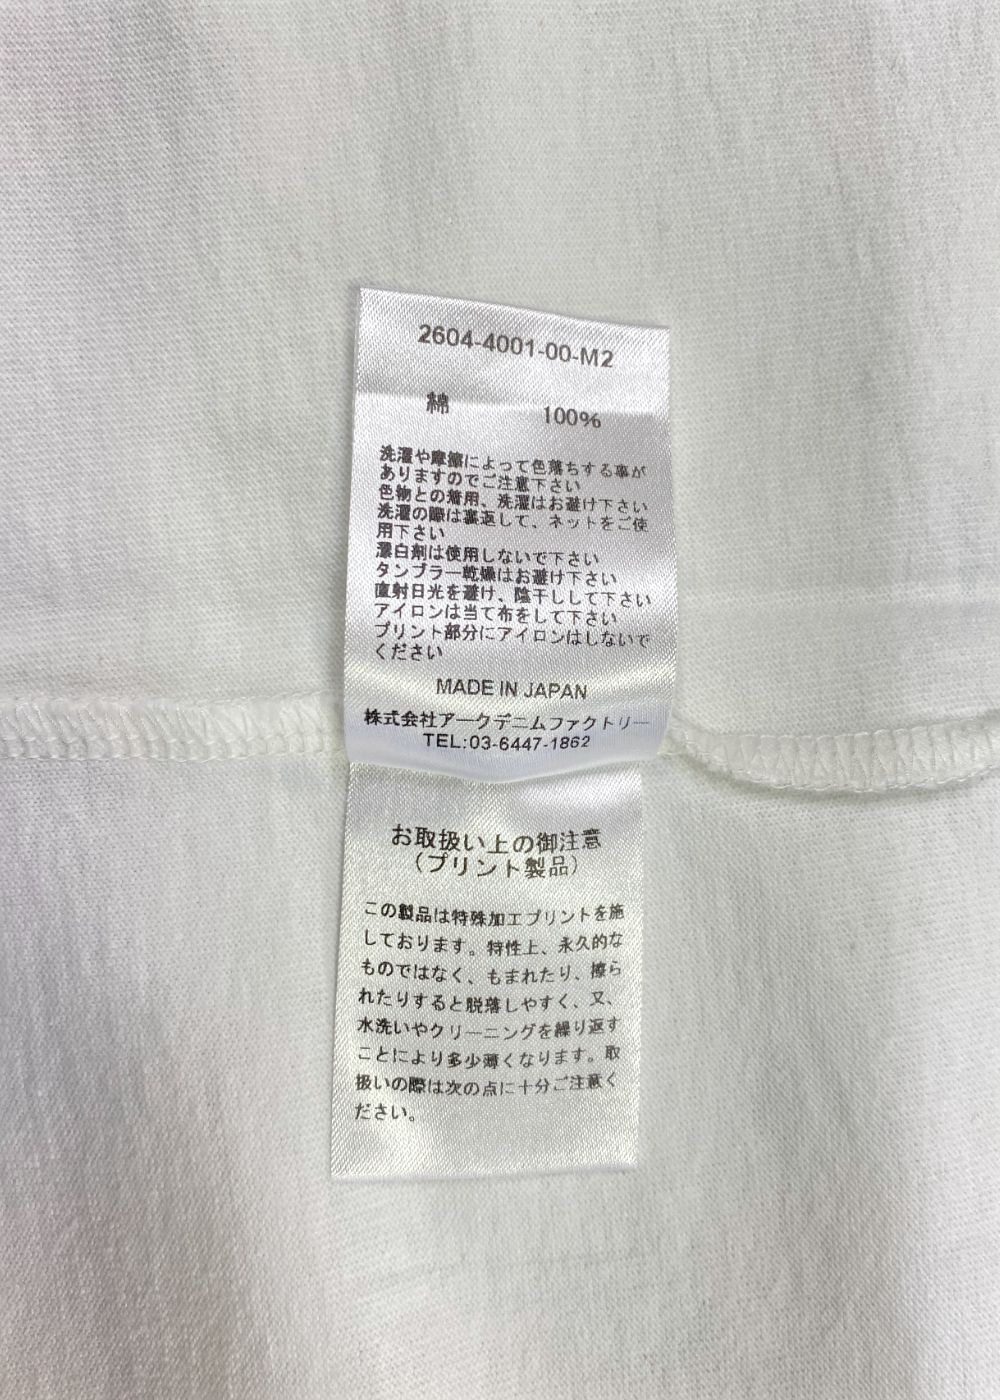 2604-4001-00-M2
綿 100%
洗濯や摩擦によって色落ちする事が
ありますのでご注意下さい
色物との着用、洗濯はお避け下さい
洗濯の際は裏返して、ネットをご使
用下さい
漂白剤は使用しないで下さい
タンブラー乾燥はお避け下さい
直射日光を避け、陰干しして下さい
アイロンは当て布をして下さい
プリント部分にアイロンはしないで
ください
MADE IN JAPAN
株式会社アークデニムファクトリー
TEL:03-6447-1862
お取扱い上の御注意
（プリント製品）
この製品は特殊加工プリントを施
しております。特性上、永久的な
ものではなく、もまれたり、擦ら
れたりすると脱落しやすく、又、
水洗いやクリーニングを繰り返す
ことにより多少薄くなります。取
扱いの際は次の点に十分ご注意く
ださい。